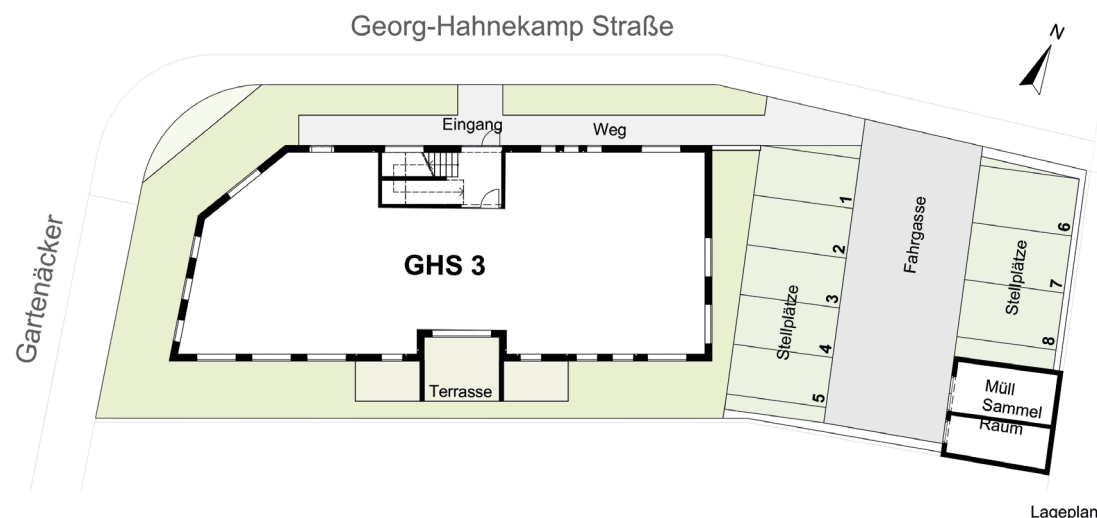 Georg-Hahnekamp Straße
N
Eingang
Weg
Gartenäcker
GHS 3
Terrasse
1
2
3
4
5
Stellplätze
Fahrgasse
6
7
8
Stellplätze
Müll
Sammel
Raum
Lageplan